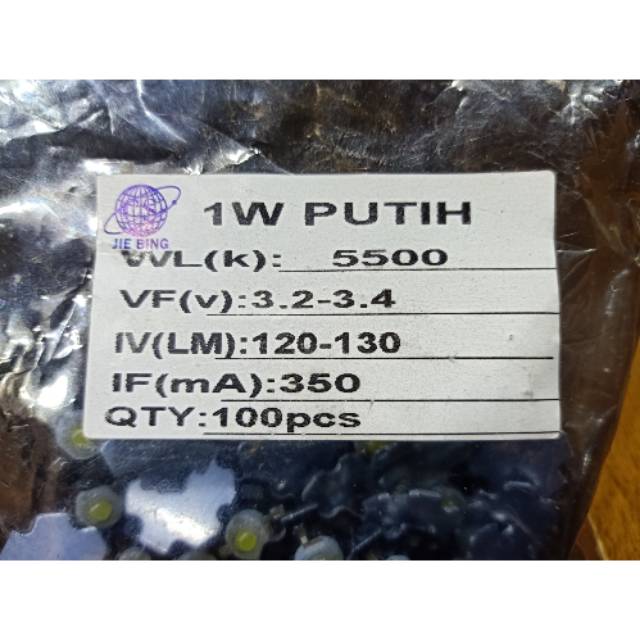 1W PUTIH
JIE BING
WL(k): 5500
VF(v):3.2-3.4
IV(LM):120-130
IF(mA):350
QTY:100pcs